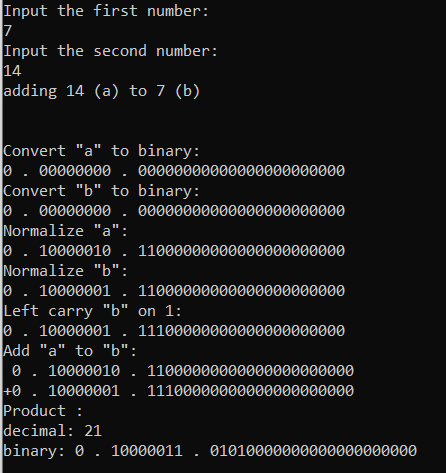 Input the first number:
7
Input the second number:
14
adding 14 (a) to 7 (b)
Convert "a" to binary:
0 . 00000000 . 00000000000000000000000
Convert "b" to binary:
0 . 00000000 . 00000000000000000000000
Normalize "a":
0 . 10000010 . 11000000000000000000000
Normalize "b":
0 . 10000001 . 11000000000000000000000
Left carry "b" on 1:
0 . 10000001 . 11100000000000000000000
Add "a" to "b":
 0 . 10000010 . 11000000000000000000000
+0 . 10000001 . 11100000000000000000000
Product :
decimal: 21
binary: 0 . 10000011 . 01010000000000000000000